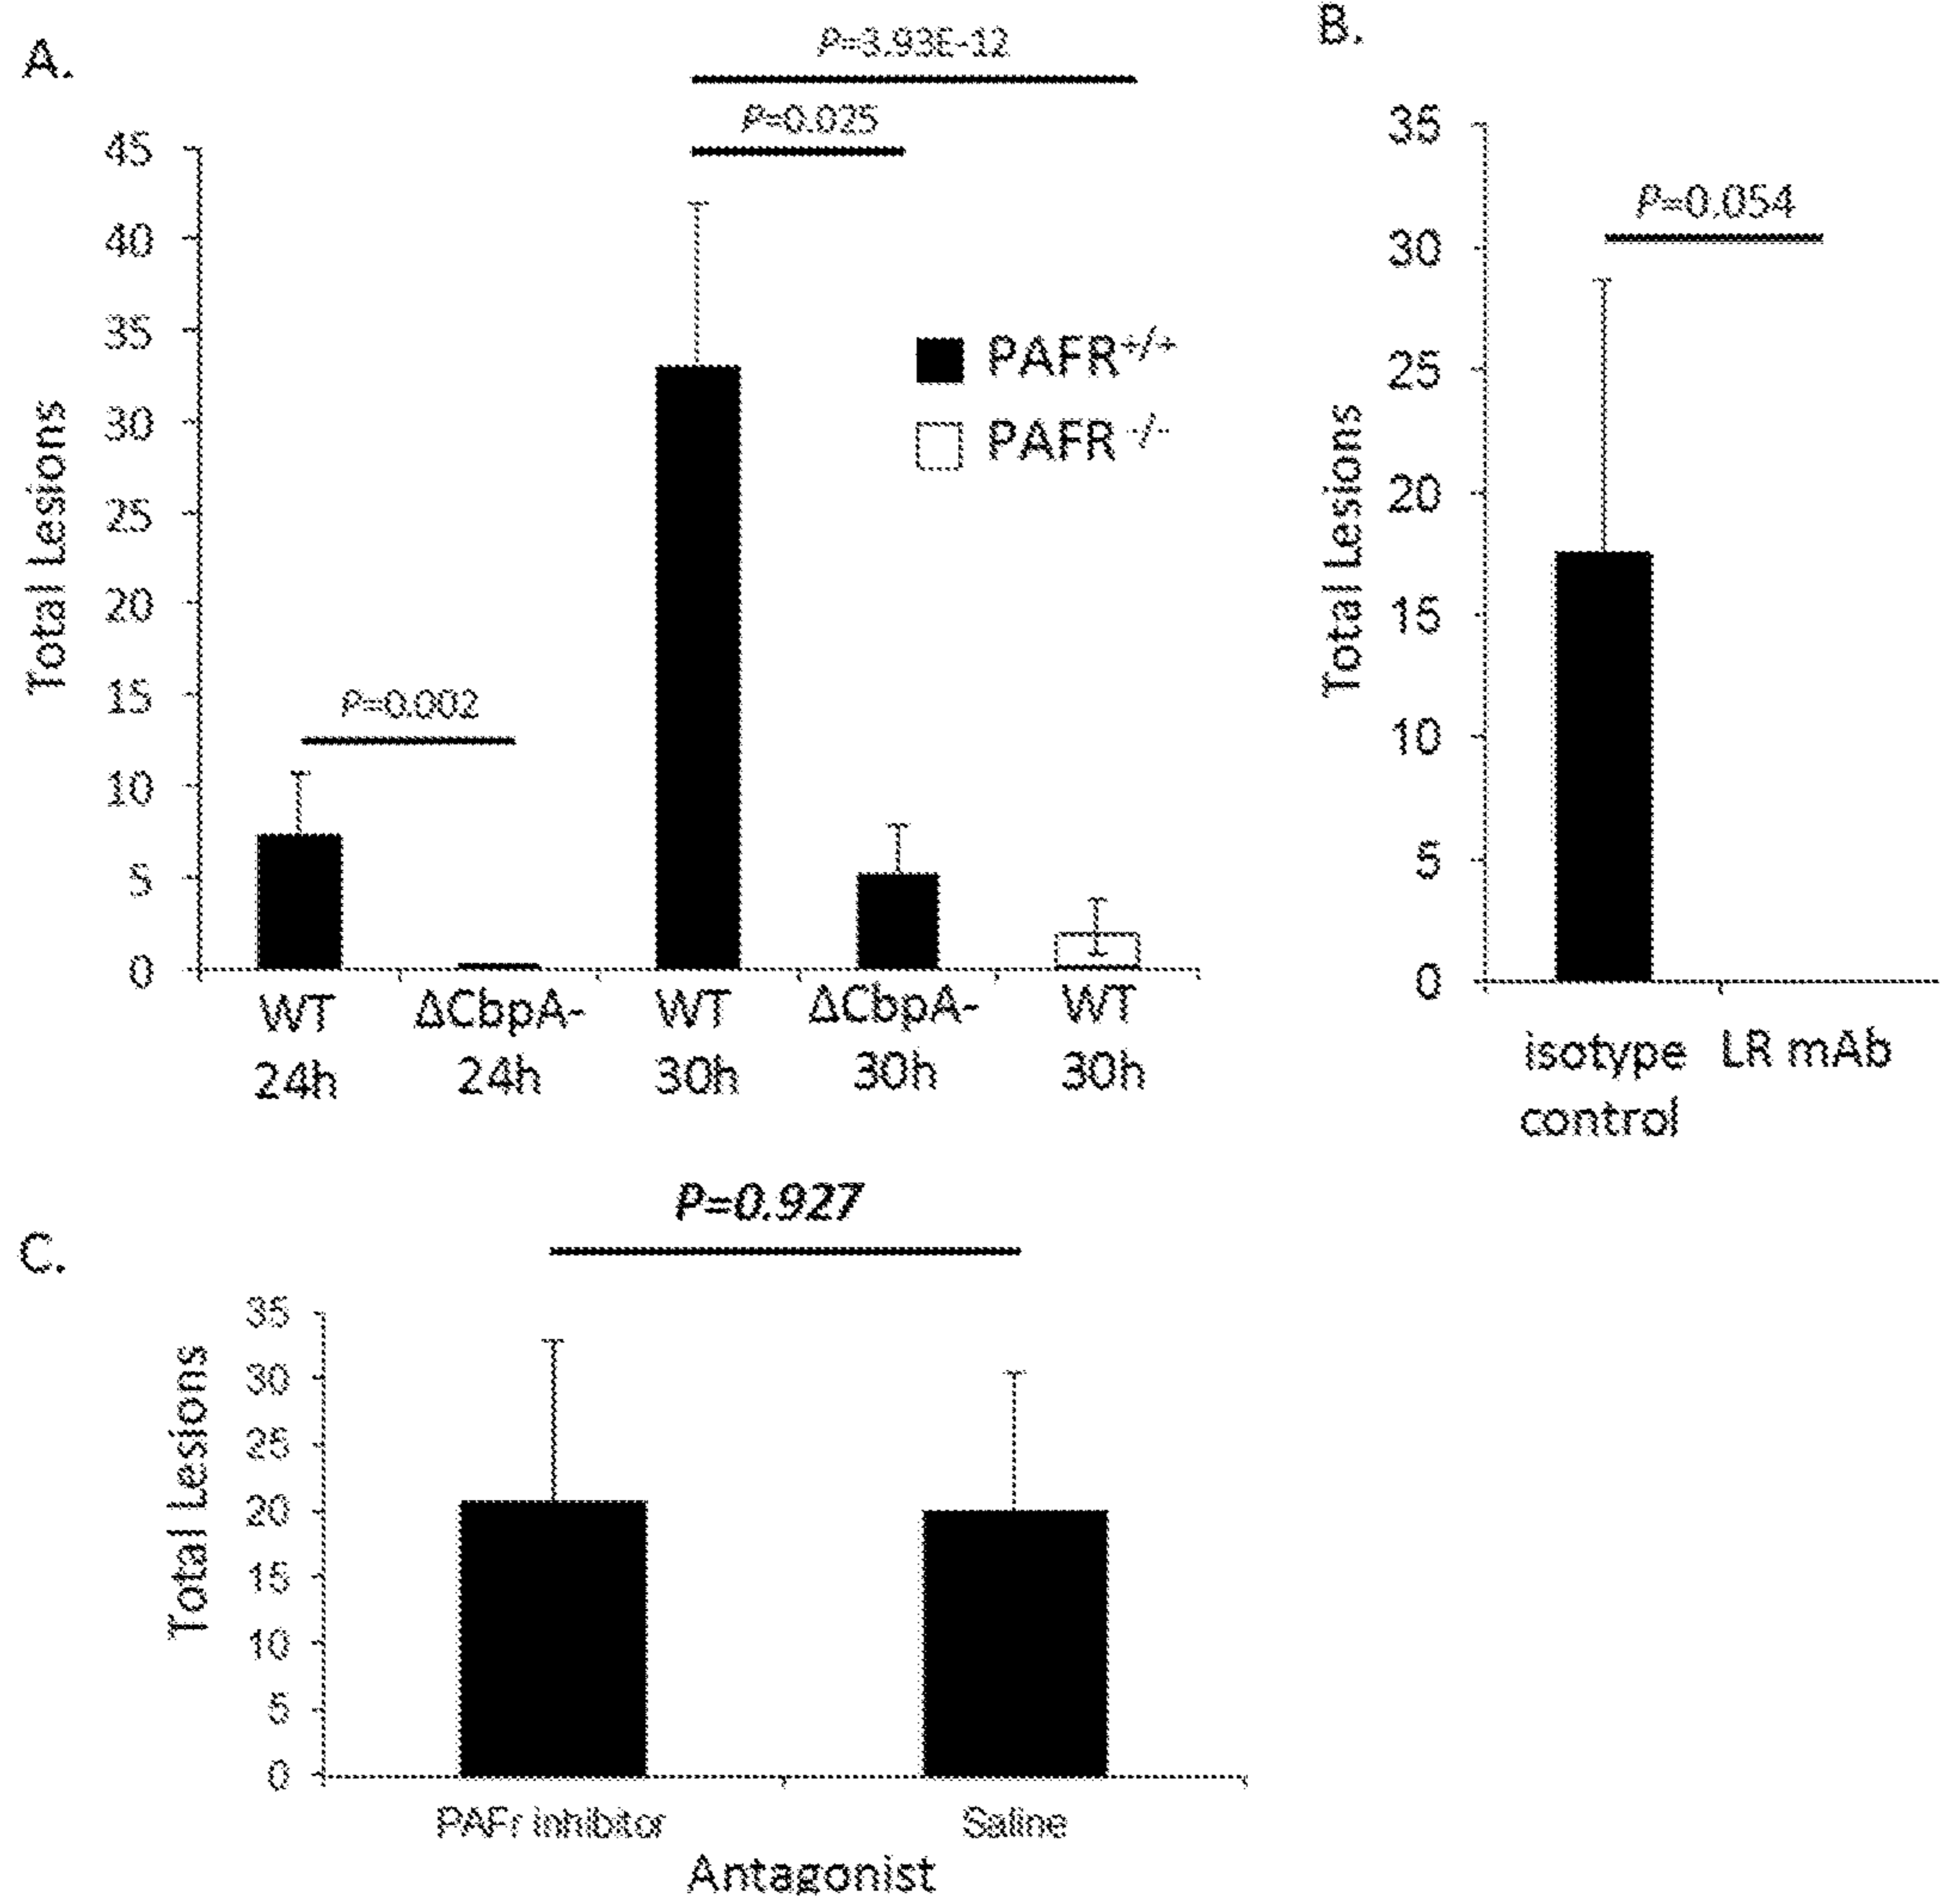 A.
P=3.93E-12
P=0.025
45
40
35
30
25
20
15
10
5
0
Total Lesions
P=0.002
PAFR+/+
PAFR -/-
WT
24h
ΔCbpA-
24h
WT
30h
ΔCbpA-
30h
WT
30h
B.
35
30
25
20
15
10
5
0
Total Lesions
P=0.054
isotype
control
LR mAb
C.
P=0.927
35
30
25
20
15
10
5
0
Total Lesions
PAFr inhibitor
Saline
Antagonist